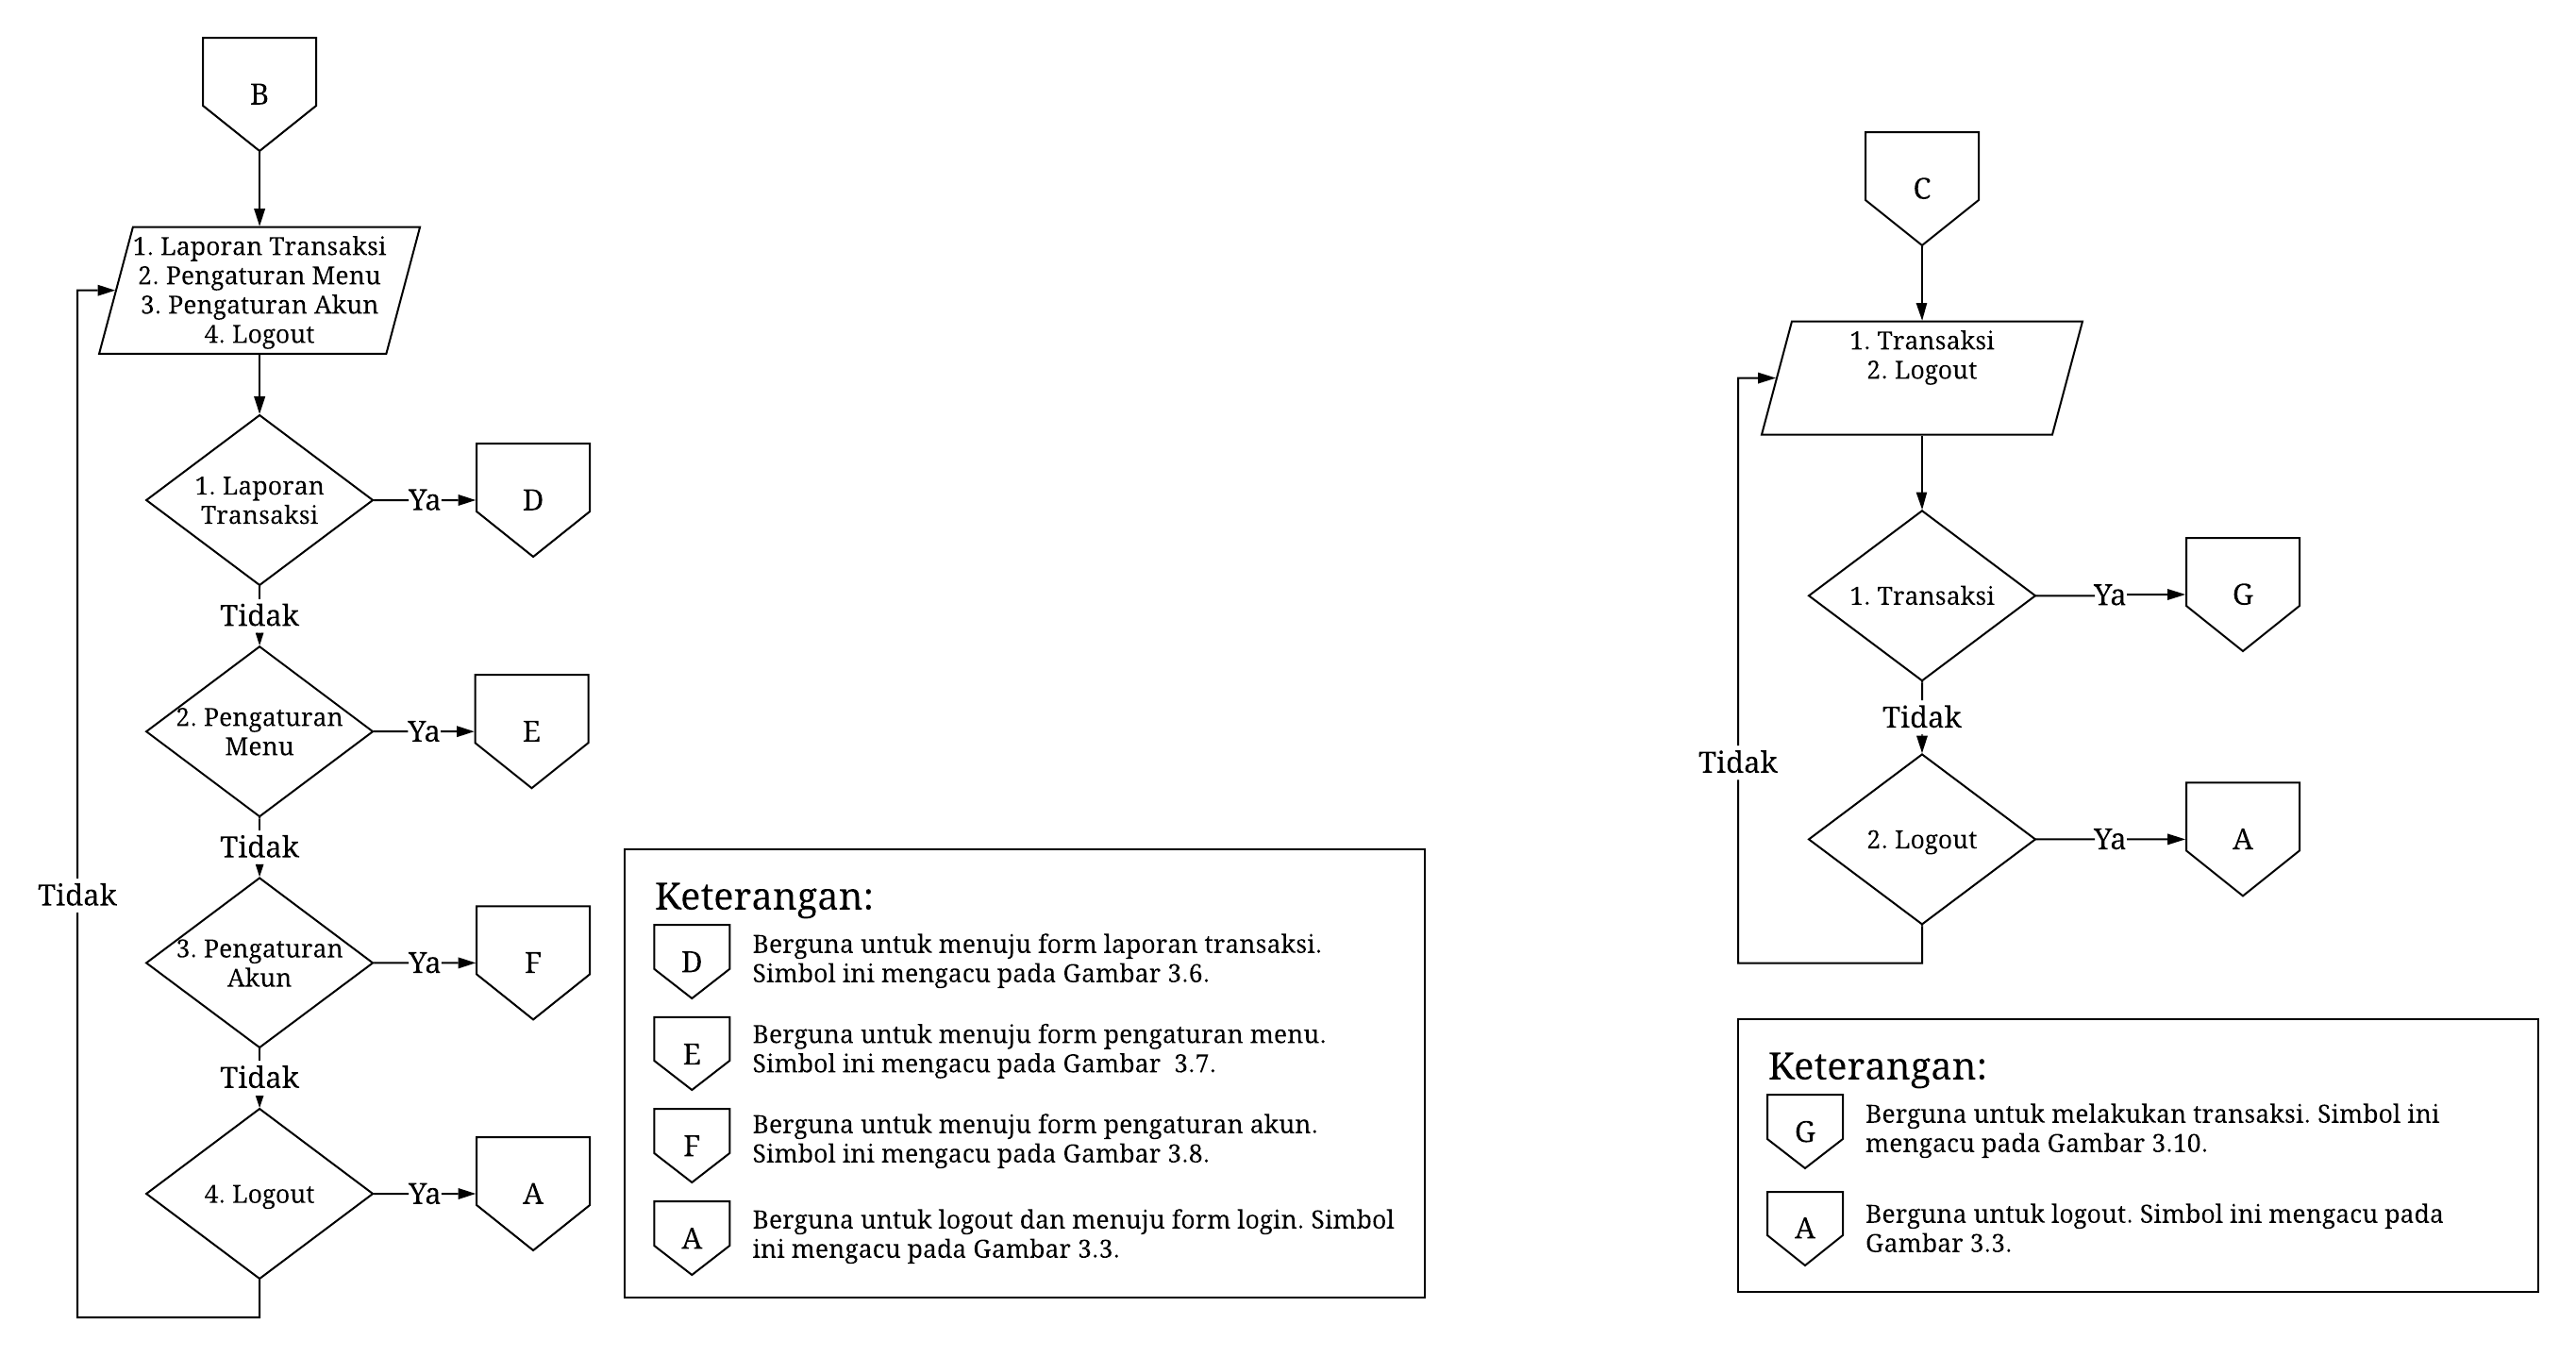 B
1. Laporan Transaksi
2. Pengaturan Menu
3. Pengaturan Akun
4. Logout
1. Laporan
Transaksi
Ya
D
Tidak
2. Pengaturan
Menu
Ya
E
Tidak
3. Pengaturan
Akun
Ya
F
Tidak
4. Logout
Ya
A
Tidak
Keterangan:
D
Berguna untuk menuju form laporan transaksi.
Simbol ini mengacu pada Gambar 3.6.
E
Berguna untuk menuju form pengaturan menu.
Simbol ini mengacu pada Gambar  3.7.
F
Berguna untuk menuju form pengaturan akun.
Simbol ini mengacu pada Gambar 3.8.
A
Berguna untuk logout dan menuju form login. Simbol
ini mengacu pada Gambar 3.3.
C
1. Transaksi
2. Logout
1. Transaksi
Ya
G
Tidak
2. Logout
Ya
A
Tidak
Keterangan:
G
Berguna untuk melakukan transaksi. Simbol ini
mengacu pada Gambar 3.10.
A
Berguna untuk logout. Simbol ini mengacu pada
Gambar 3.3.